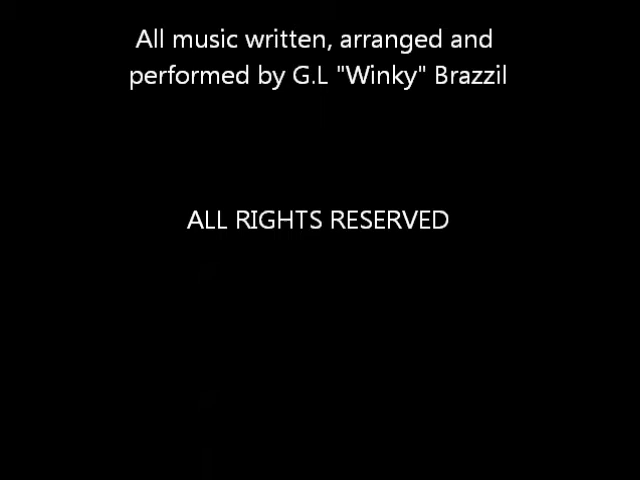 All music written, arranged and
performed by G.L "Winky" Brazzil
ALL RIGHTS RESERVED